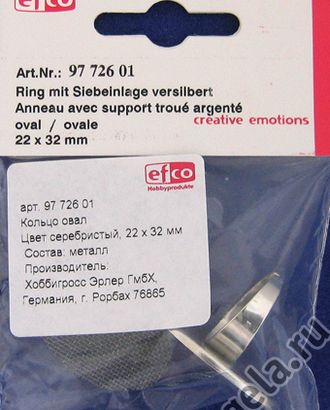 efco
Art.Nr.: 97 726 01
Ring mit Siebeinlage versilbert
Anneau avec support troué argenté
oval / ovale
creative emotions
22 x 32 mm
efco
Hobbyprodukte
арт. 97 726 01
Кольцо овал
Цвет серебристый, 22 х 32 мм
Состав: металл
Производитель:
Хоббигросс Эрлер ГмбХ,
Германия, г. Рорбах 76865